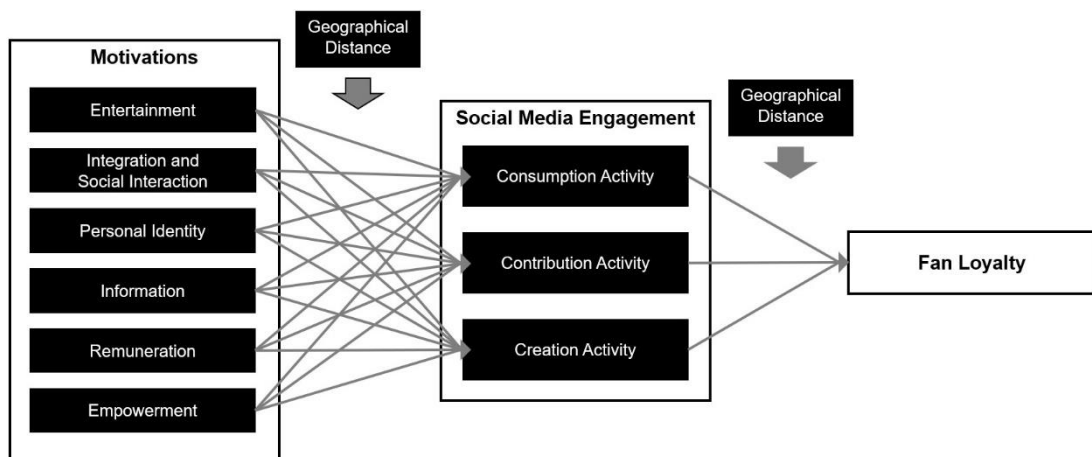 Geographical
Distance
Motivations
Entertainment
Integration and
Social Interaction
Personal Identity
Information
Remuneration
Empowerment
Social Media Engagement
Consumption Activity
Contribution Activity
Creation Activity
Geographical
Distance
Fan Loyalty